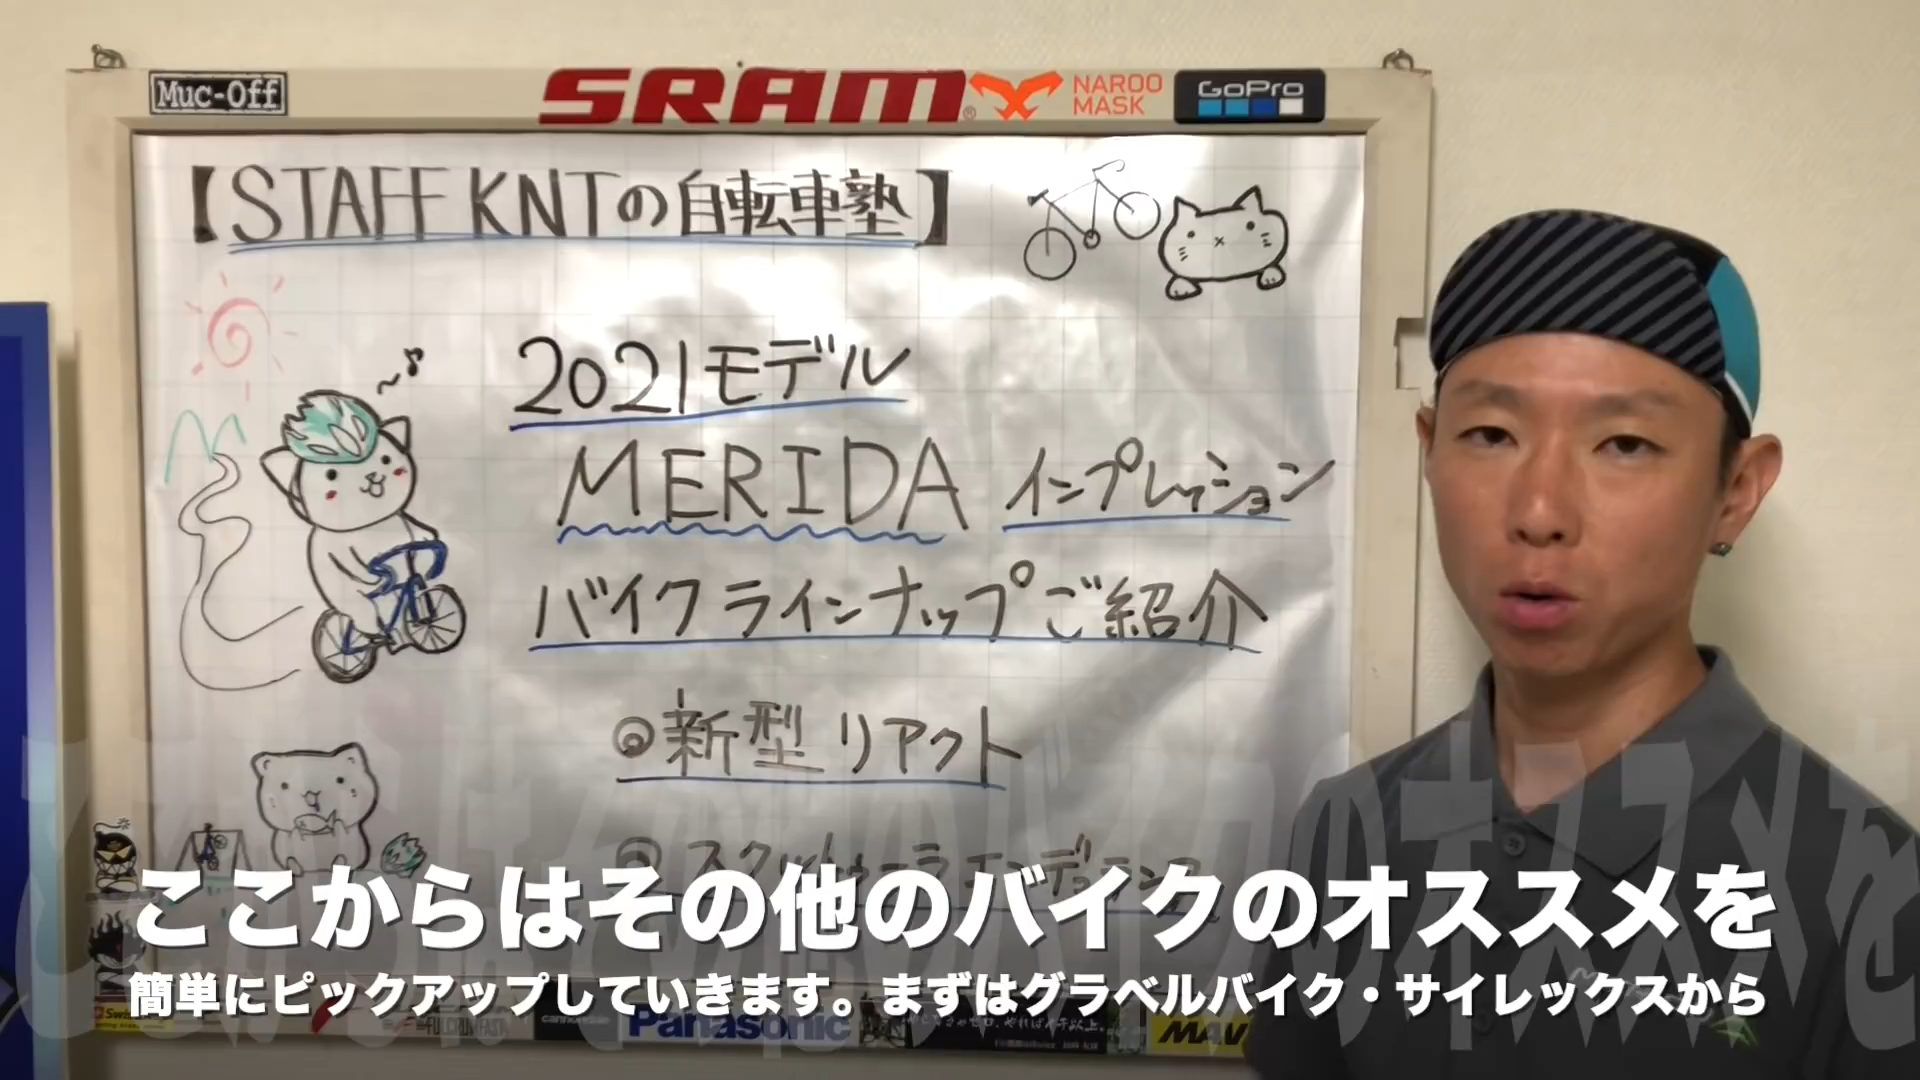 Muc-Off
SRAM
NAROO
MASK
GoPro
【STAFF KNTの自転車塾】
2021モデル
MERIDA インプレッション
バイクラインナップご紹介
◎新型リアクト
ここからはその他のバイクのオススメを
簡単にピックアップしていきます。まずはグラベルバイク・サイレックスから
Panasonic
MAV